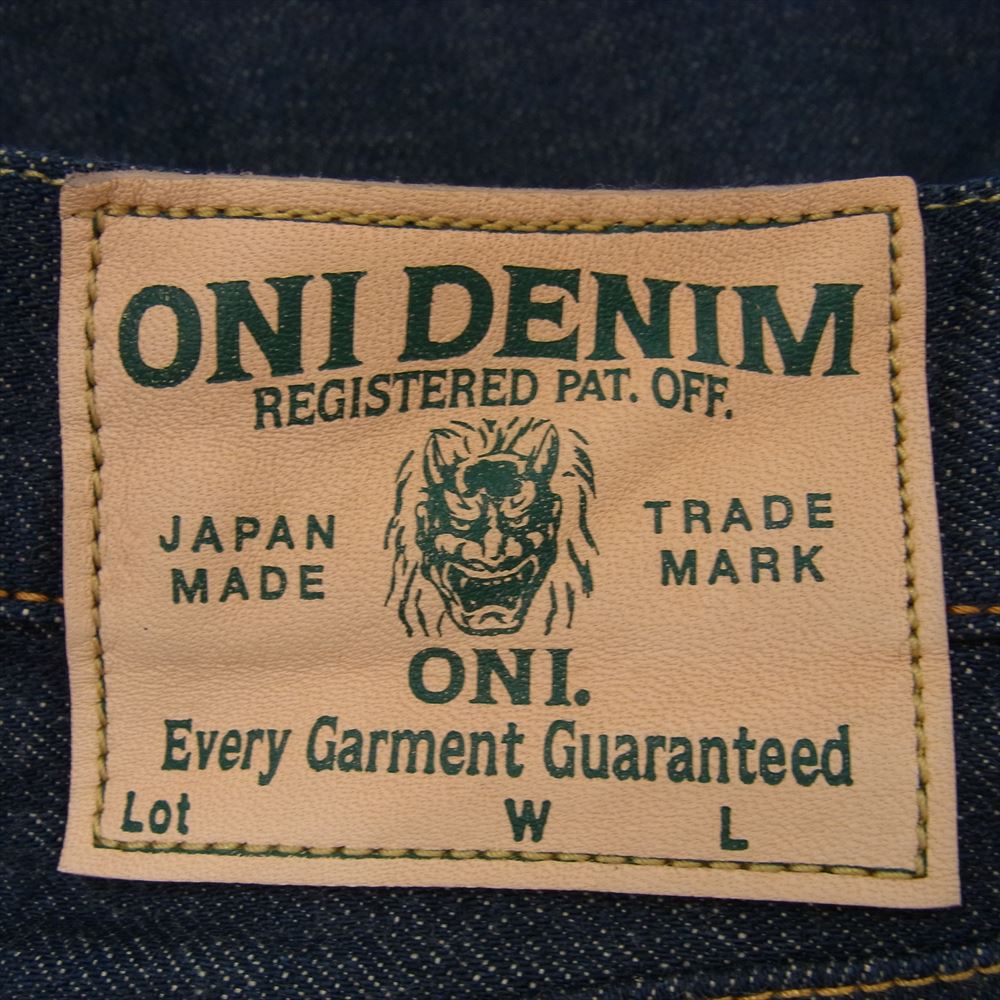 ONI DENIM
REGISTERED PAT. OFF.
JAPAN
MADE
TRADE
MARK
ONI.
Every Garment Guaranteed
Lot W L